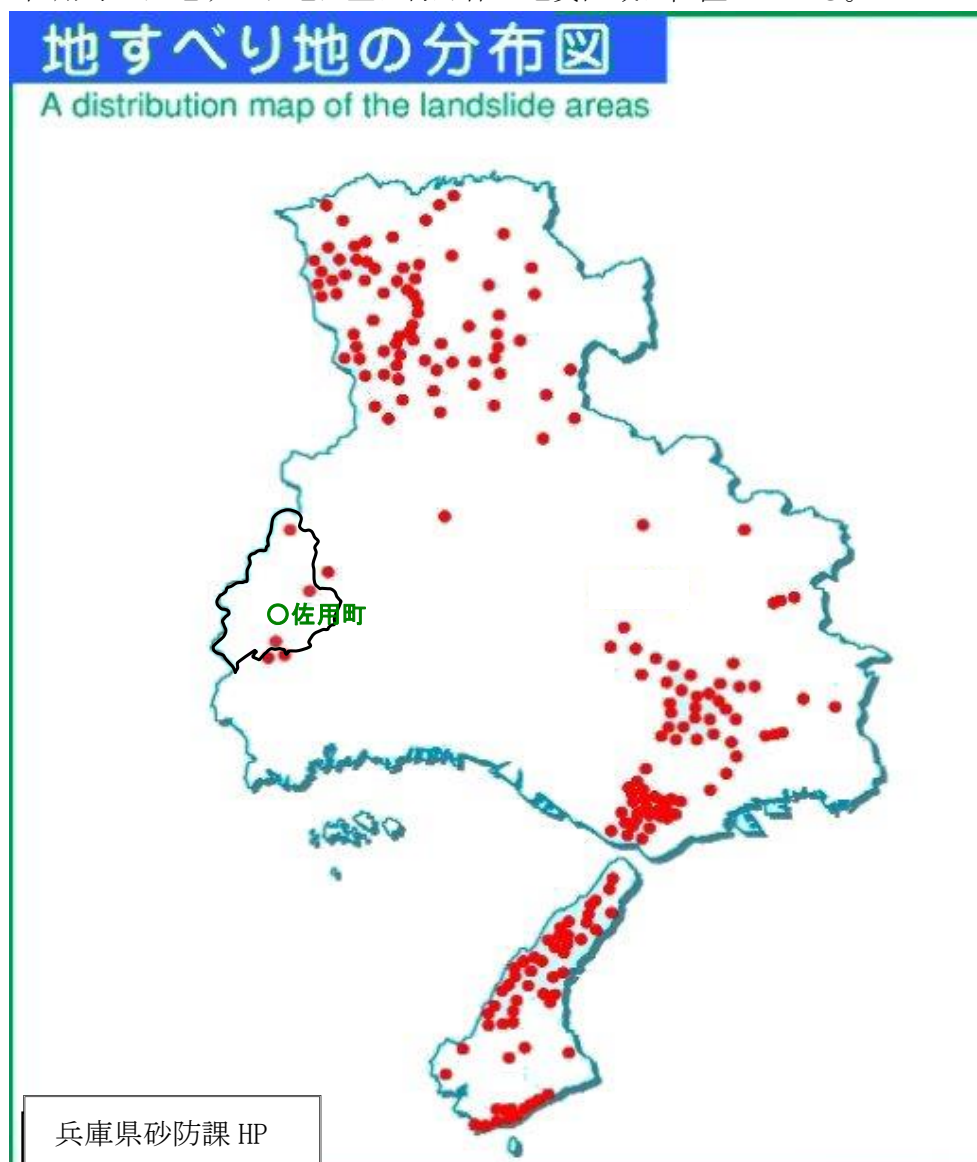 地すべり地の分布図
A distribution map of the landslide areas
○佐用町
兵庫県砂防課 HP